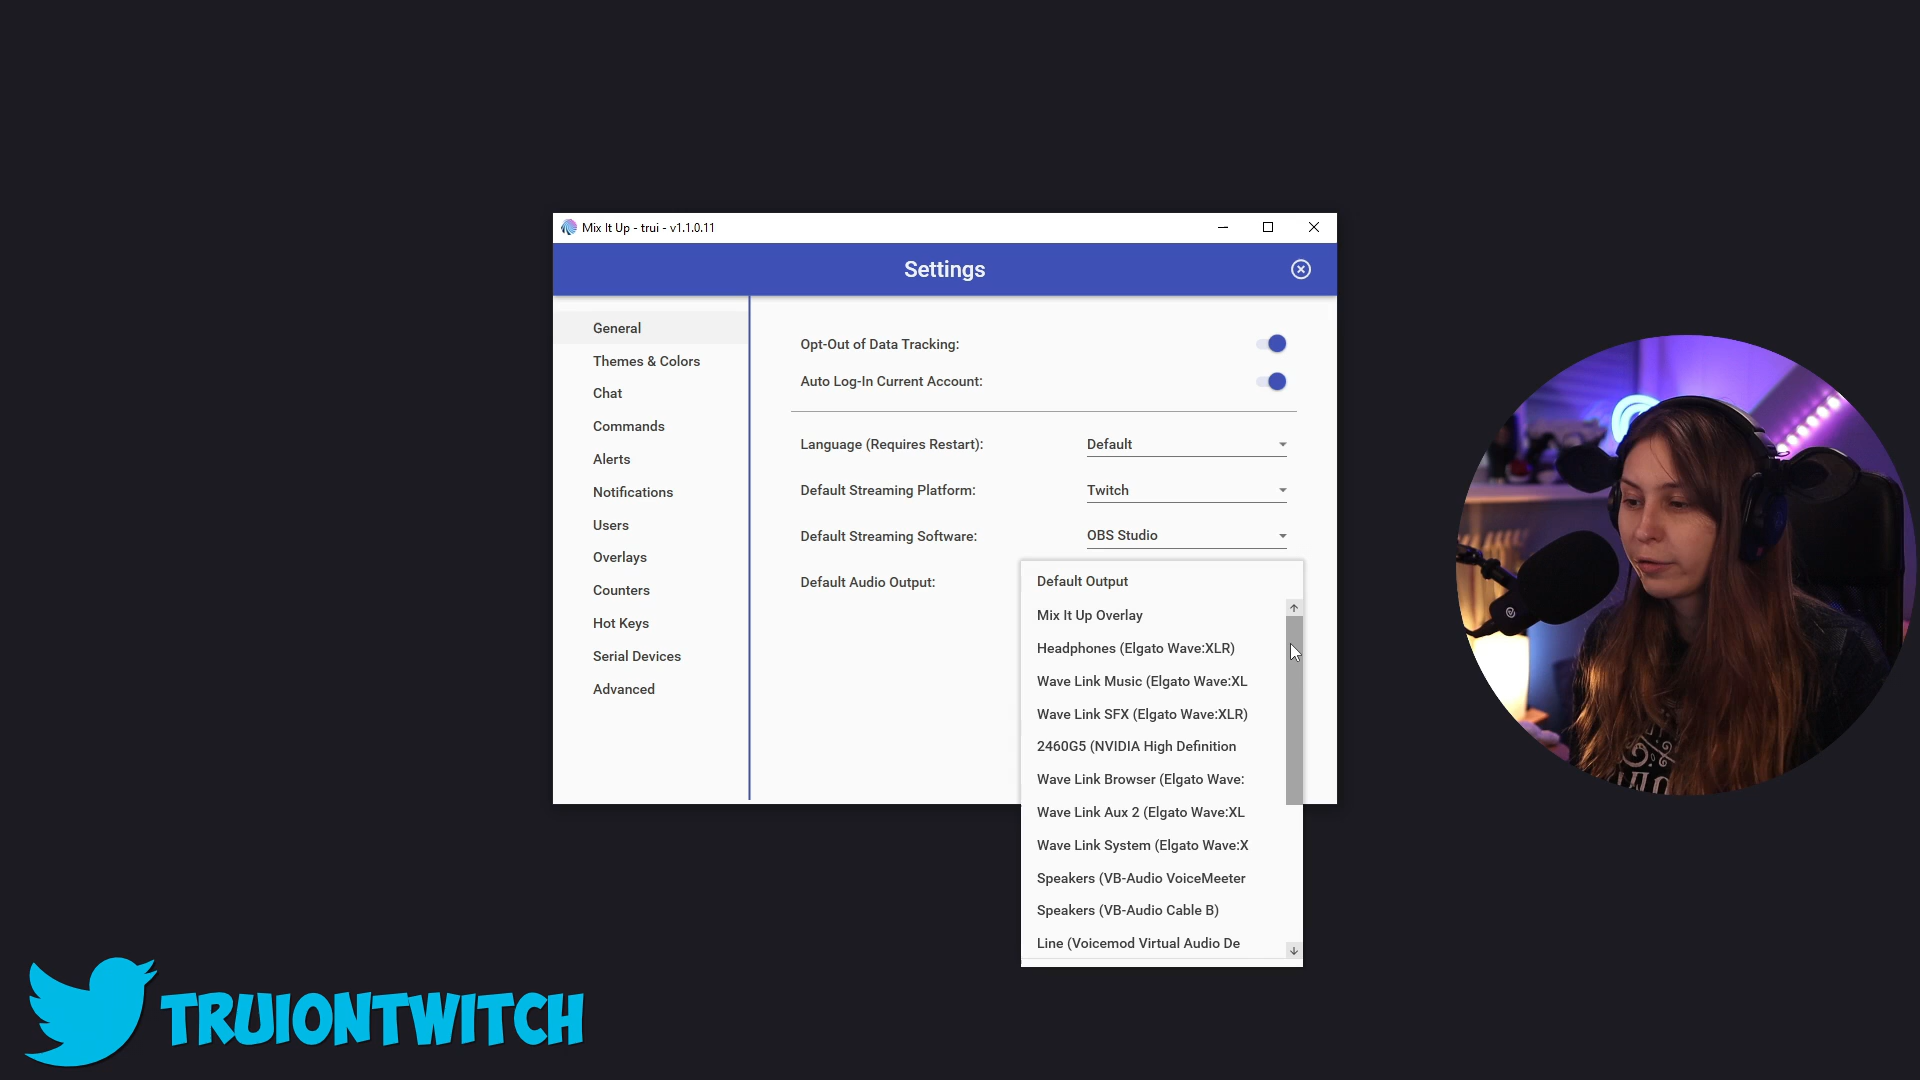 Mix It Up - trui - v1.1.0.11
Settings
General
Themes & Colors
Chat
Commands
Alerts
Notifications
Users
Overlays
Counters
Hot Keys
Serial Devices
Advanced
Opt-Out of Data Tracking:
Auto Log-In Current Account:
Language (Requires Restart): Default
Default Streaming Platform: Twitch
Default Streaming Software: OBS Studio
Default Audio Output: Default Output
Mix It Up Overlay
Headphones (Elgato Wave:XLR)
Wave Link Music (Elgato Wave:XL
Wave Link SFX (Elgato Wave:XLR)
2460G5 (NVIDIA High Definition
Wave Link Browser (Elgato Wave:
Wave Link Aux 2 (Elgato Wave:XL
Wave Link System (Elgato Wave:X
Speakers (VB-Audio VoiceMeeter
Speakers (VB-Audio Cable B)
Line (Voicemod Virtual Audio De
TRUIONTWITCH